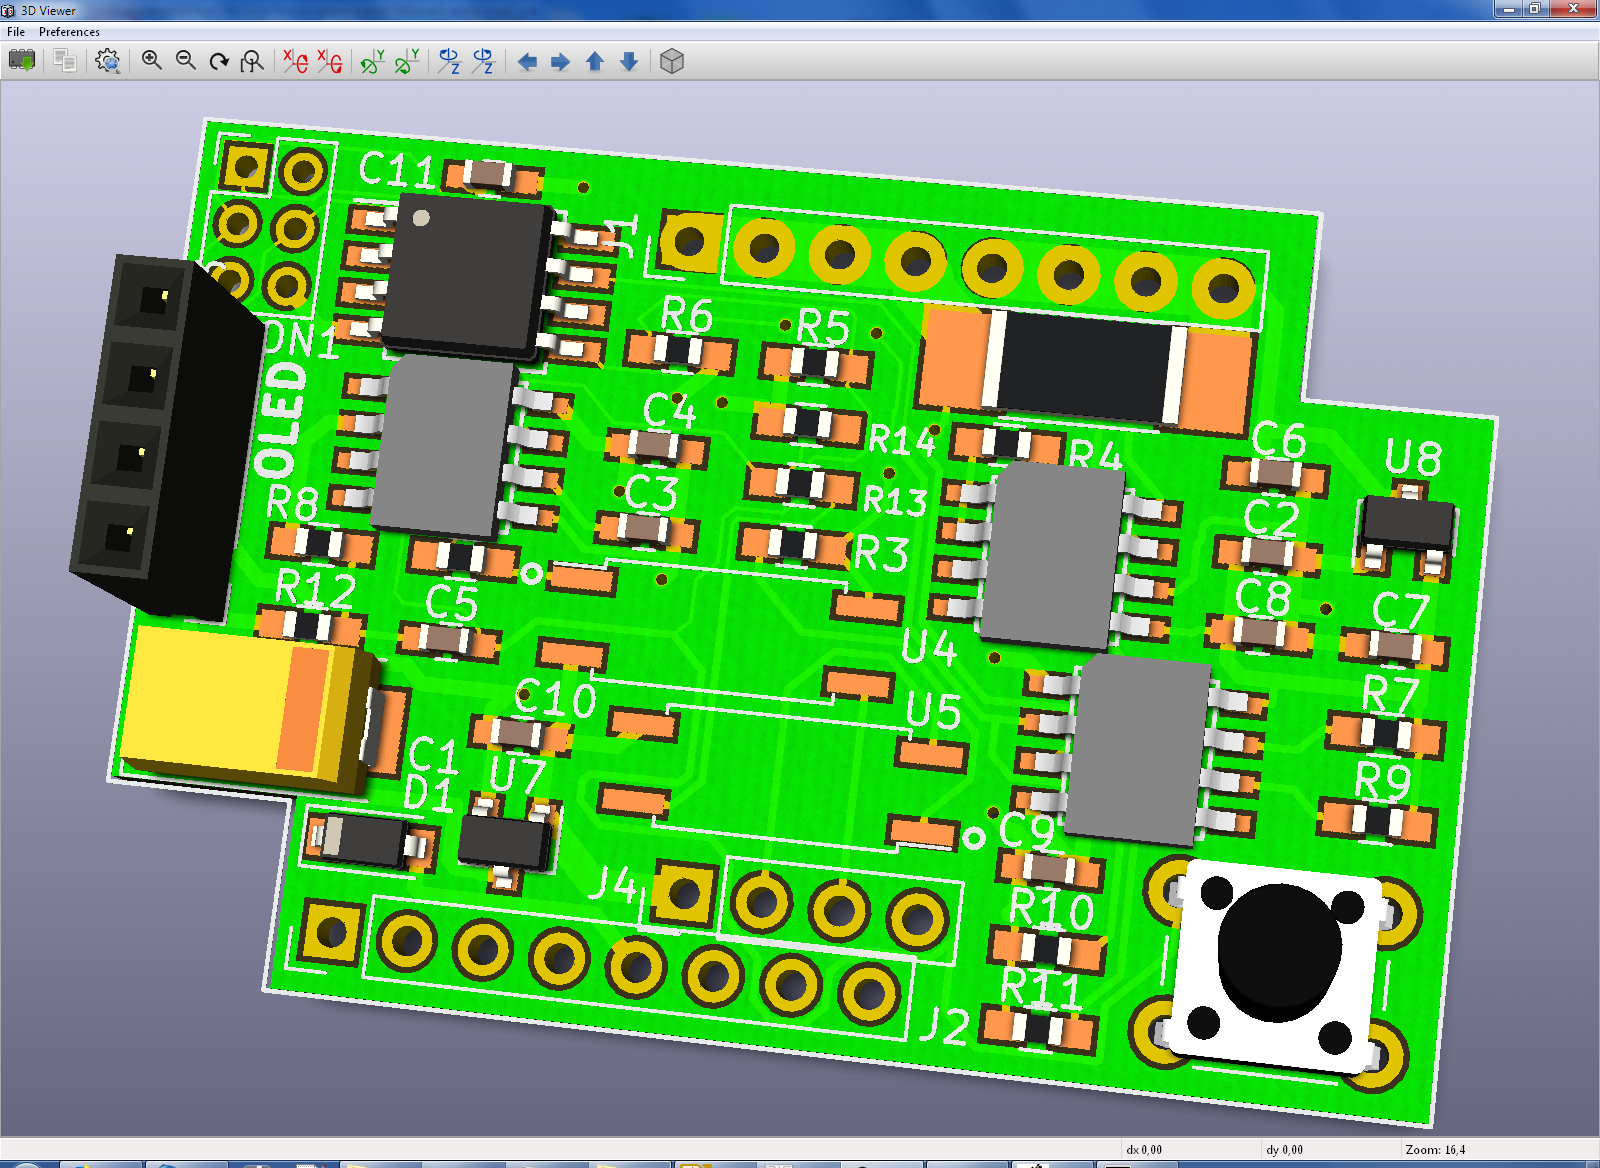 3D Viewer
File Preferences
C11
J1
R6
R5
ON1
OLED
C4
R14
R4
C6
U8
R8
C3
R13
C2
R3
R12
C5
C8
C7
U4
C10
U5
R7
C1
U7
D1
R9
C9
J4
R10
R11
J2
dx 0,00
dy 0,00
Zoom: 16,4